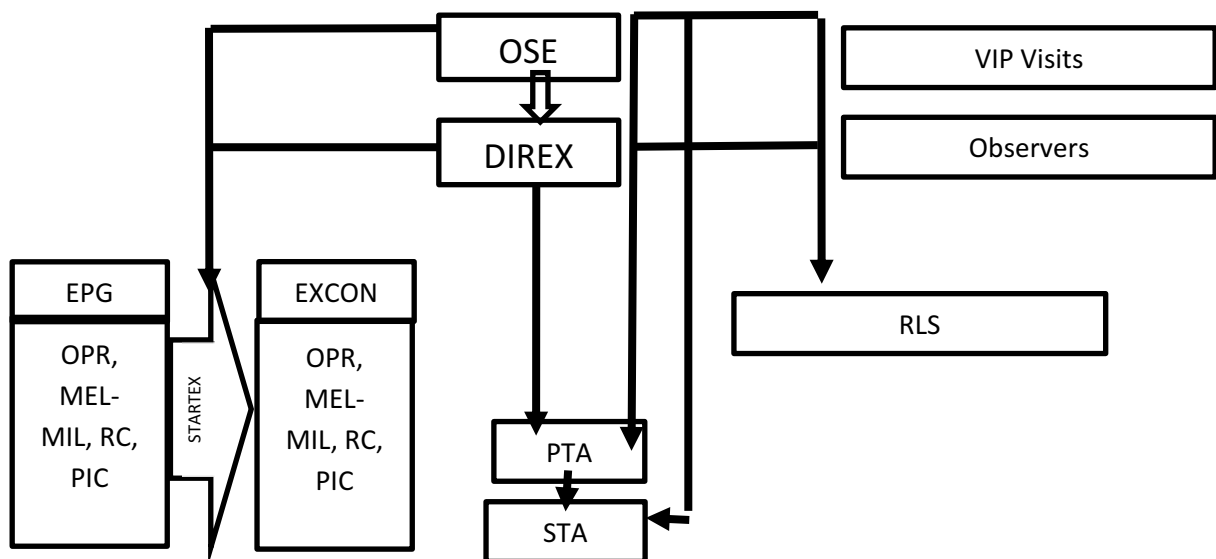 OSE
VIP Visits
DIREX
Observers
EPG
EXCON
RLS
OPR,
MEL-
MIL, RC,
PIC
STARTEX
OPR,
MEL-
MIL, RC,
PIC
PTA
STA